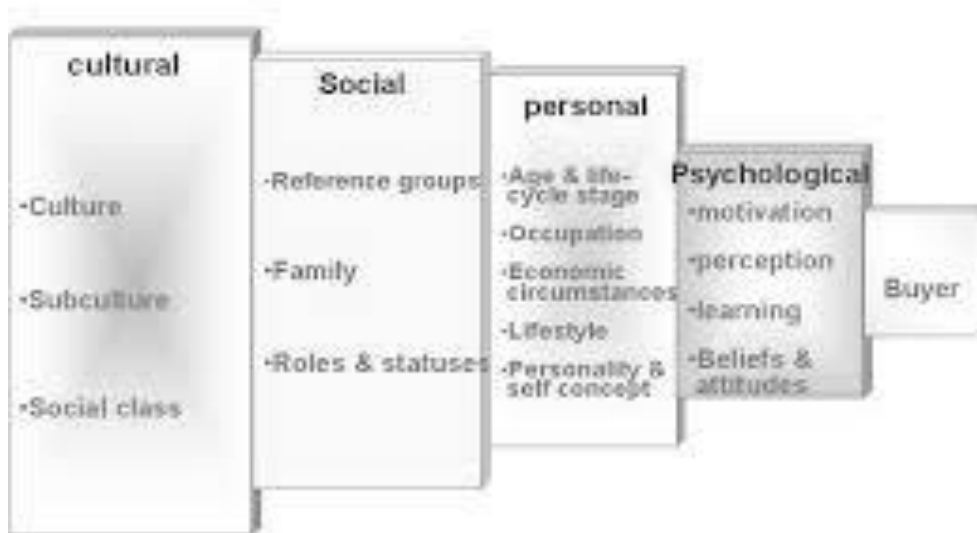 cultural
•Culture
•Subculture
•Social class
Social
•Reference groups
•Family
•Roles & statuses
personal
•Age & life-
cycle stage
•Occupation
•Economic
circumstances
•Lifestyle
•Personality &
self concept
Psychological
•motivation
•perception
•learning
•Beliefs &
attitudes
Buyer